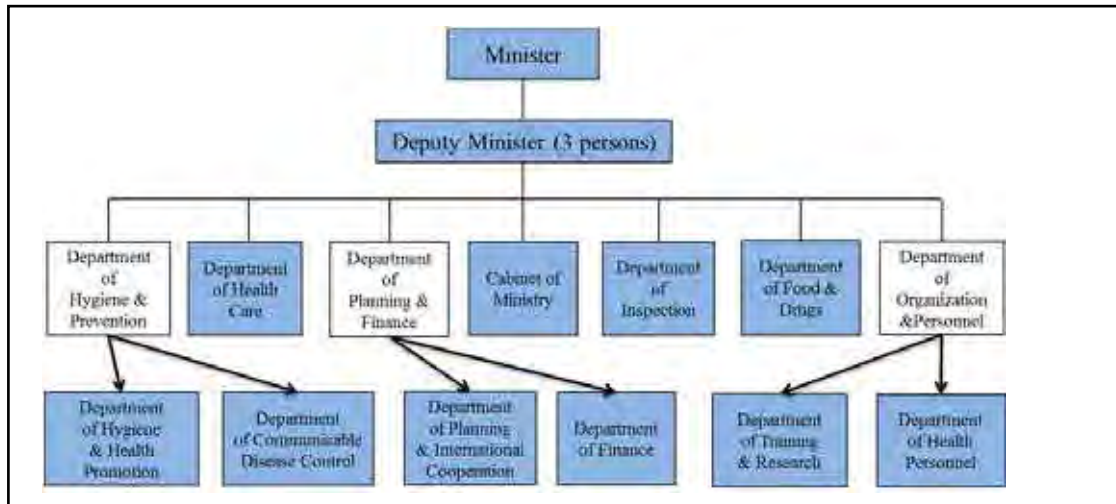 Minister
Deputy Minister (3 persons)
Department
of
Hygiene &
Prevention
Department
of Health
Care
Department
of
Planning &
Finance
Cabinet of
Ministry
Department
of
Inspection
Department
of Food &
Drugs
Department
of
Organization
&Personnel
Department
of Hygiene
& Health
Promotion
Department
of Communicable
Disease Control
Department
of Planning
& International
Cooperation
Department
of Finance
Department
of Training
& Research
Department
of Health
Personnel